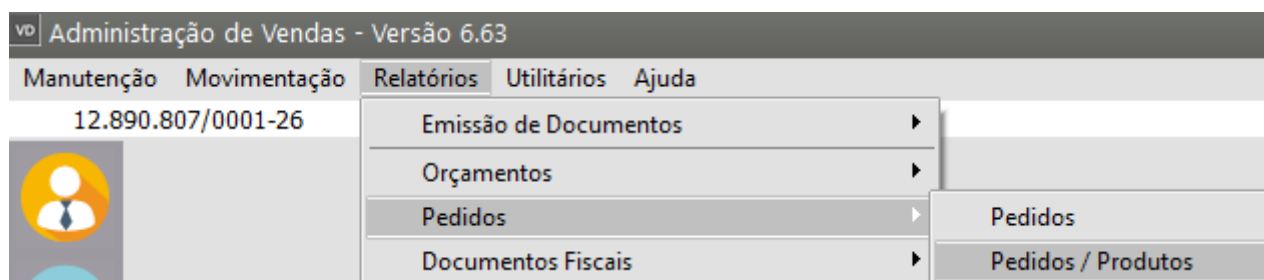 VD Administração de Vendas - Versão 6.63
Manutenção Movimentação Relatórios Utilitários Ajuda
12.890.807/0001-26
Emissão de Documentos
Orçamentos
Pedidos
Pedidos
Documentos Fiscais
Pedidos / Produtos